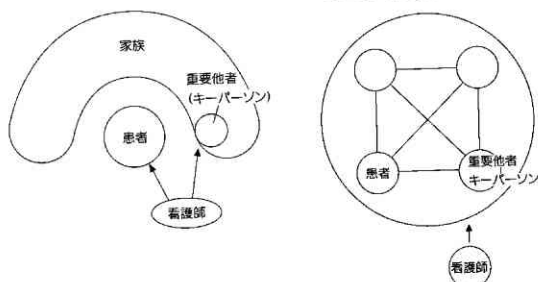 家族
重要他者
(キーパーソン)
患者
看護師
患者
重要他者
キーパーソン
看護師